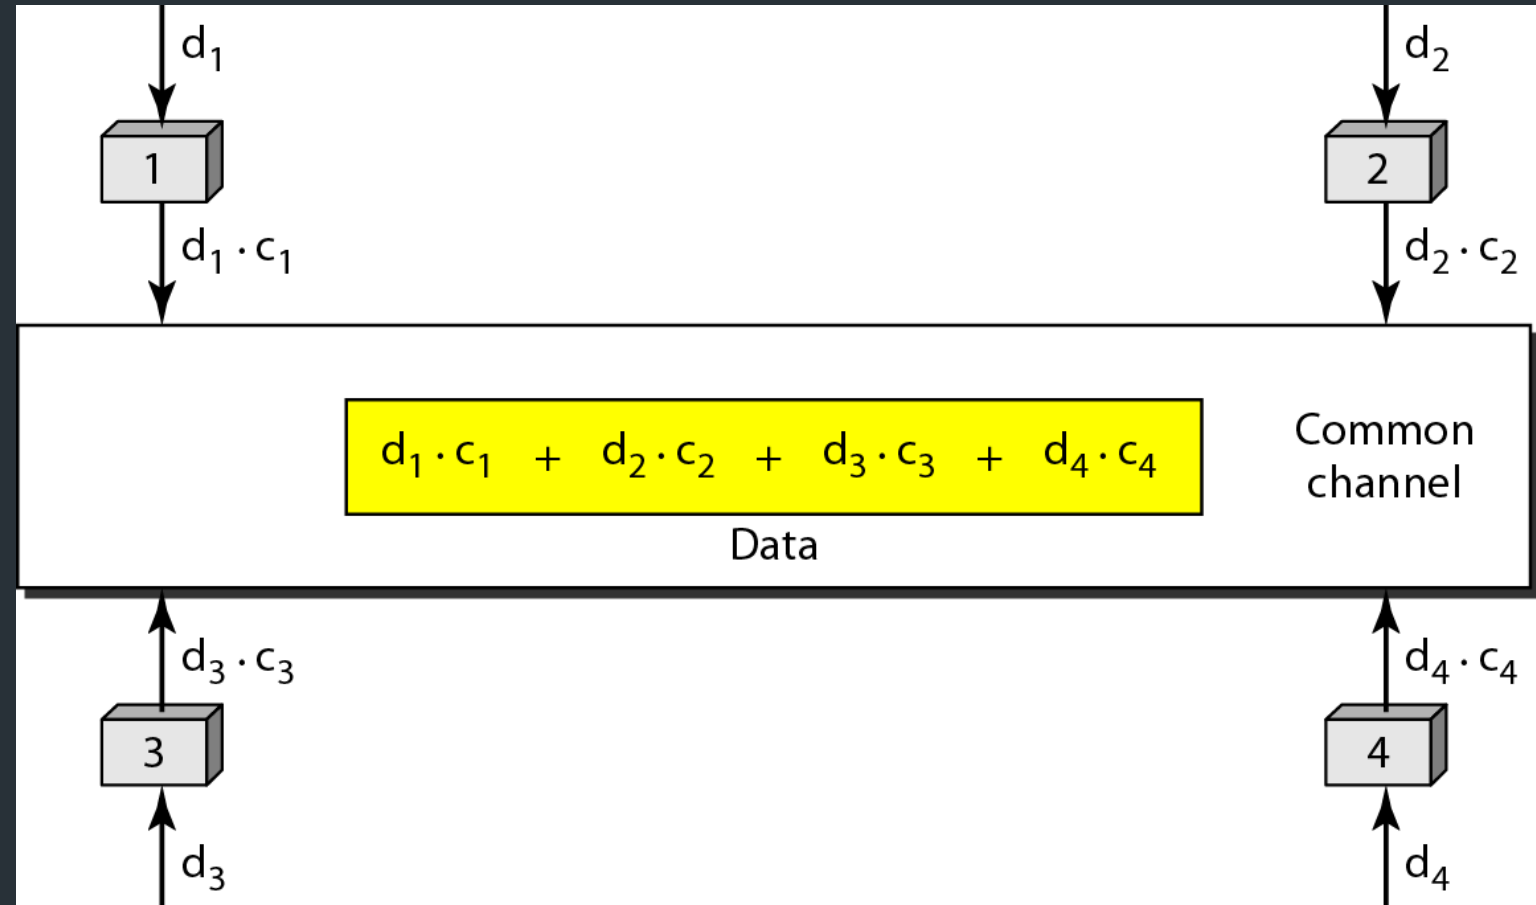 d₁ d₂
1 2
d₁ · c₁ d₂ · c₂
d₁ · c₁ + d₂ · c₂ + d₃ · c₃ + d₄ · c₄
Common
channel
Data
d₃ · c₃ d₄ · c₄
3 4
d₃ d₄